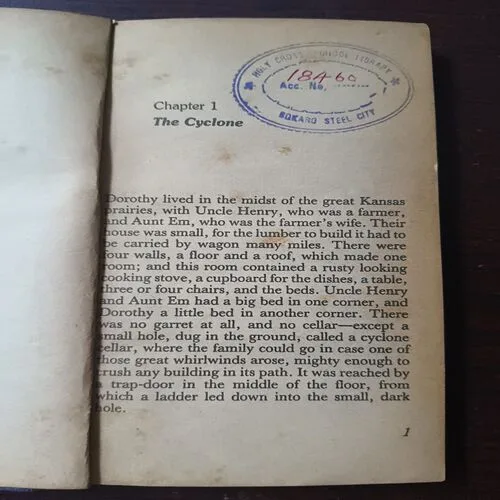 HOLY CROSS SCHOOL LIBRARY
18460
Acc. No. ........
BOKARO STEEL CITY
Chapter 1
The Cyclone
Dorothy lived in the midst of the great Kansas
prairies, with Uncle Henry, who was a farmer,
and Aunt Em, who was the farmer's wife. Their
house was small, for the lumber to build it had to
be carried by wagon many miles. There were
four walls, a floor and a roof, which made one
room; and this room contained a rusty looking
cooking stove, a cupboard for the dishes, a table,
three or four chairs, and the beds. Uncle Henry
and Aunt Em had a big bed in one corner, and
Dorothy a little bed in another corner. There
was no garret at all, and no cellar—except a
small hole, dug in the ground, called a cyclone
cellar, where the family could go in case one of
those great whirlwinds arose, mighty enough to
crush any building in its path. It was reached by
a trap-door in the middle of the floor, from
which a ladder led down into the small, dark
hole.
1